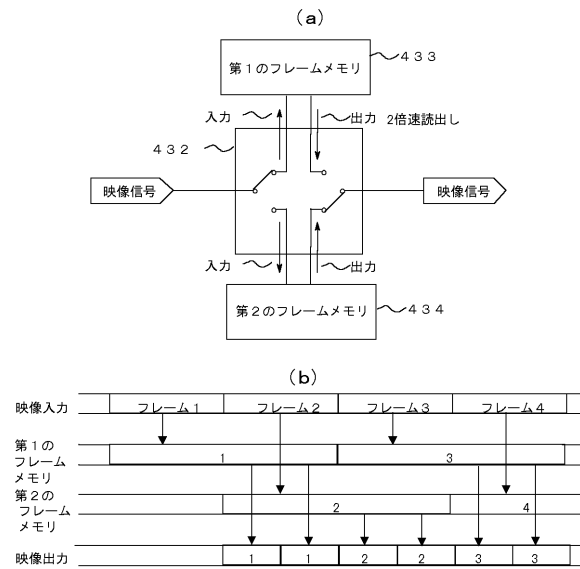 (a)
第１のフレームメモリ
４３３
入力
出力 2倍速読出し
４３２
映像信号
映像信号
入力
出力
第２のフレームメモリ
４３４
(b)
映像入力
フレーム１
フレーム２
フレーム３
フレーム４
第１の
フレーム
メモリ
1
3
第２の
フレーム
メモリ
2
4
映像出力
1
1
2
2
3
3